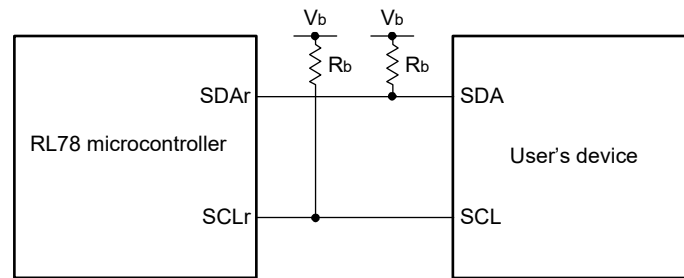 Vb Vb
Rb Rb
SDAr SDA
RL78 microcontroller User’s device
SCLr SCL